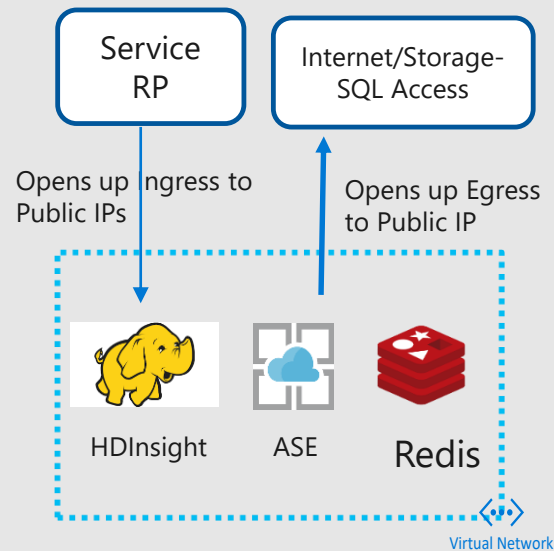 Service
RP
Internet/Storage-
SQL Access
Opens up Ingress to
Public IPs
Opens up Egress
to Public IP
HDInsight
ASE
Redis
Virtual Network